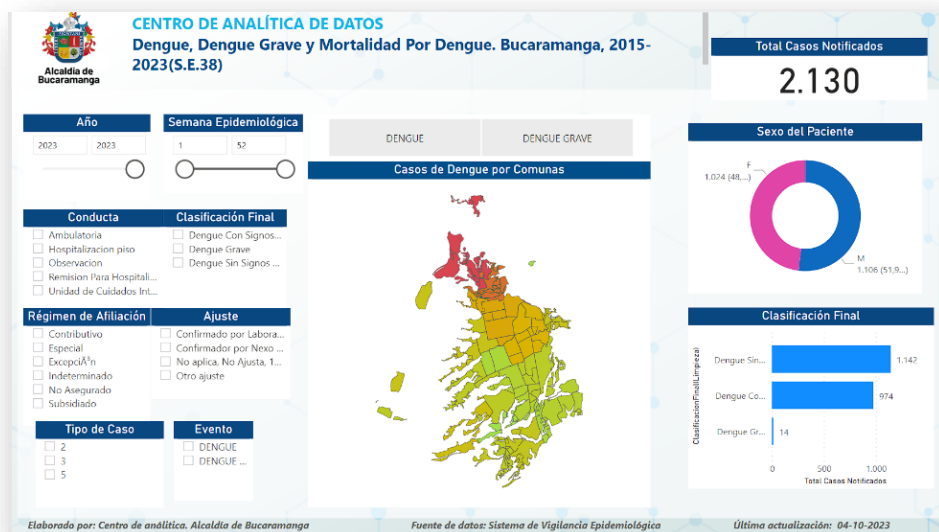 CENTRO DE ANALÍTICA DE DATOS
Dengue, Dengue Grave y Mortalidad Por Dengue. Bucaramanga, 2015-
2023(S.E.38)
Alcaldía de
Bucaramanga
Total Casos Notificados
2.130
Año
2023 2023
Semana Epidemiológica
1 52
DENGUE DENGUE GRAVE
Casos de Dengue por Comunas
Sexo del Paciente
F
1.024 (48,...)
M
1.106 (51,9...
Conducta
Ambulatoria
Hospitalizacion piso
Observacion
Remision Para Hospitali...
Unidad de Cuidados Int...
Clasificación Final
Dengue Con Signos...
Dengue Grave
Dengue Sin Signos ...
Régimen de Afiliación
Contributivo
Especial
ExcepciÃ³n
Indeterminado
No Asegurado
Subsidiado
Ajuste
Confirmado por Labora...
Confirmador por Nexo ...
No aplica, No Ajusta, 1...
Otro ajuste
Tipo de Caso
2
3
5
Evento
DENGUE
DENGUE ...
Clasificación Final
ClasificacionFinal(Limpieza)
Dengue Sin... 1.142
Dengue Co... 974
Dengue Gr... 14
0 500 1.000
Total Casos Notificados
Elaborado por: Centro de análitica. Alcaldía de Bucaramanga
Fuente de datos: Sistema de Vigilancia Epidemiológica
Última actualización: 04-10-2023